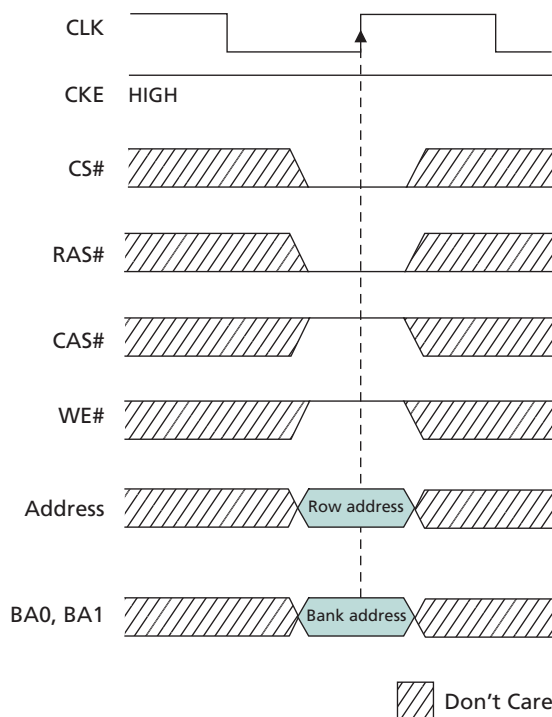 CLK
CKE HIGH
CS#
RAS#
CAS#
WE#
Address Row address
BA0, BA1 Bank address
Don't Care